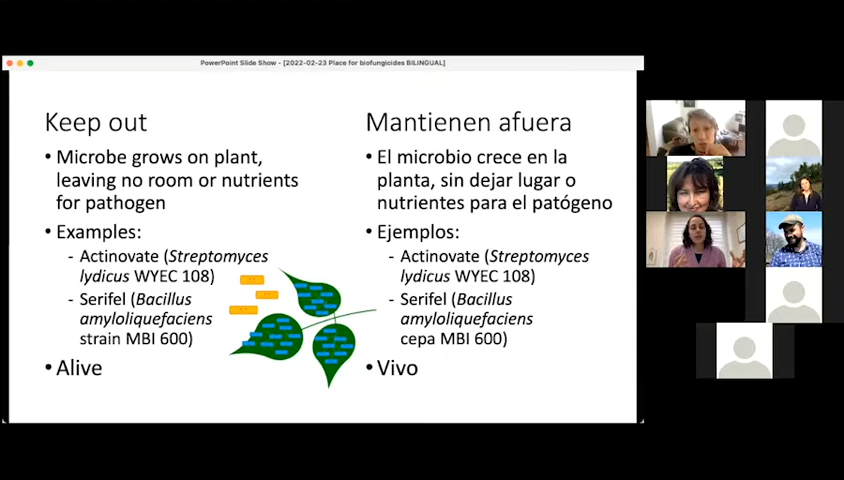 PowerPoint Slide Show - [2022-02-23 Place for biofungicides BILINGUAL]
Keep out
• Microbe grows on plant,
leaving no room or nutrients
for pathogen
• Examples:
- Actinovate (Streptomyces
lydicus WYEC 108)
- Serifel (Bacillus
amyloliquefaciens
strain MBI 600)
• Alive
Mantienen afuera
• El microbio crece en la
planta, sin dejar lugar o
nutrientes para el patógeno
• Ejemplos:
- Actinovate (Streptomyces
lydicus WYEC 108)
- Serifel (Bacillus
amyloliquefaciens
cepa MBI 600)
• Vivo